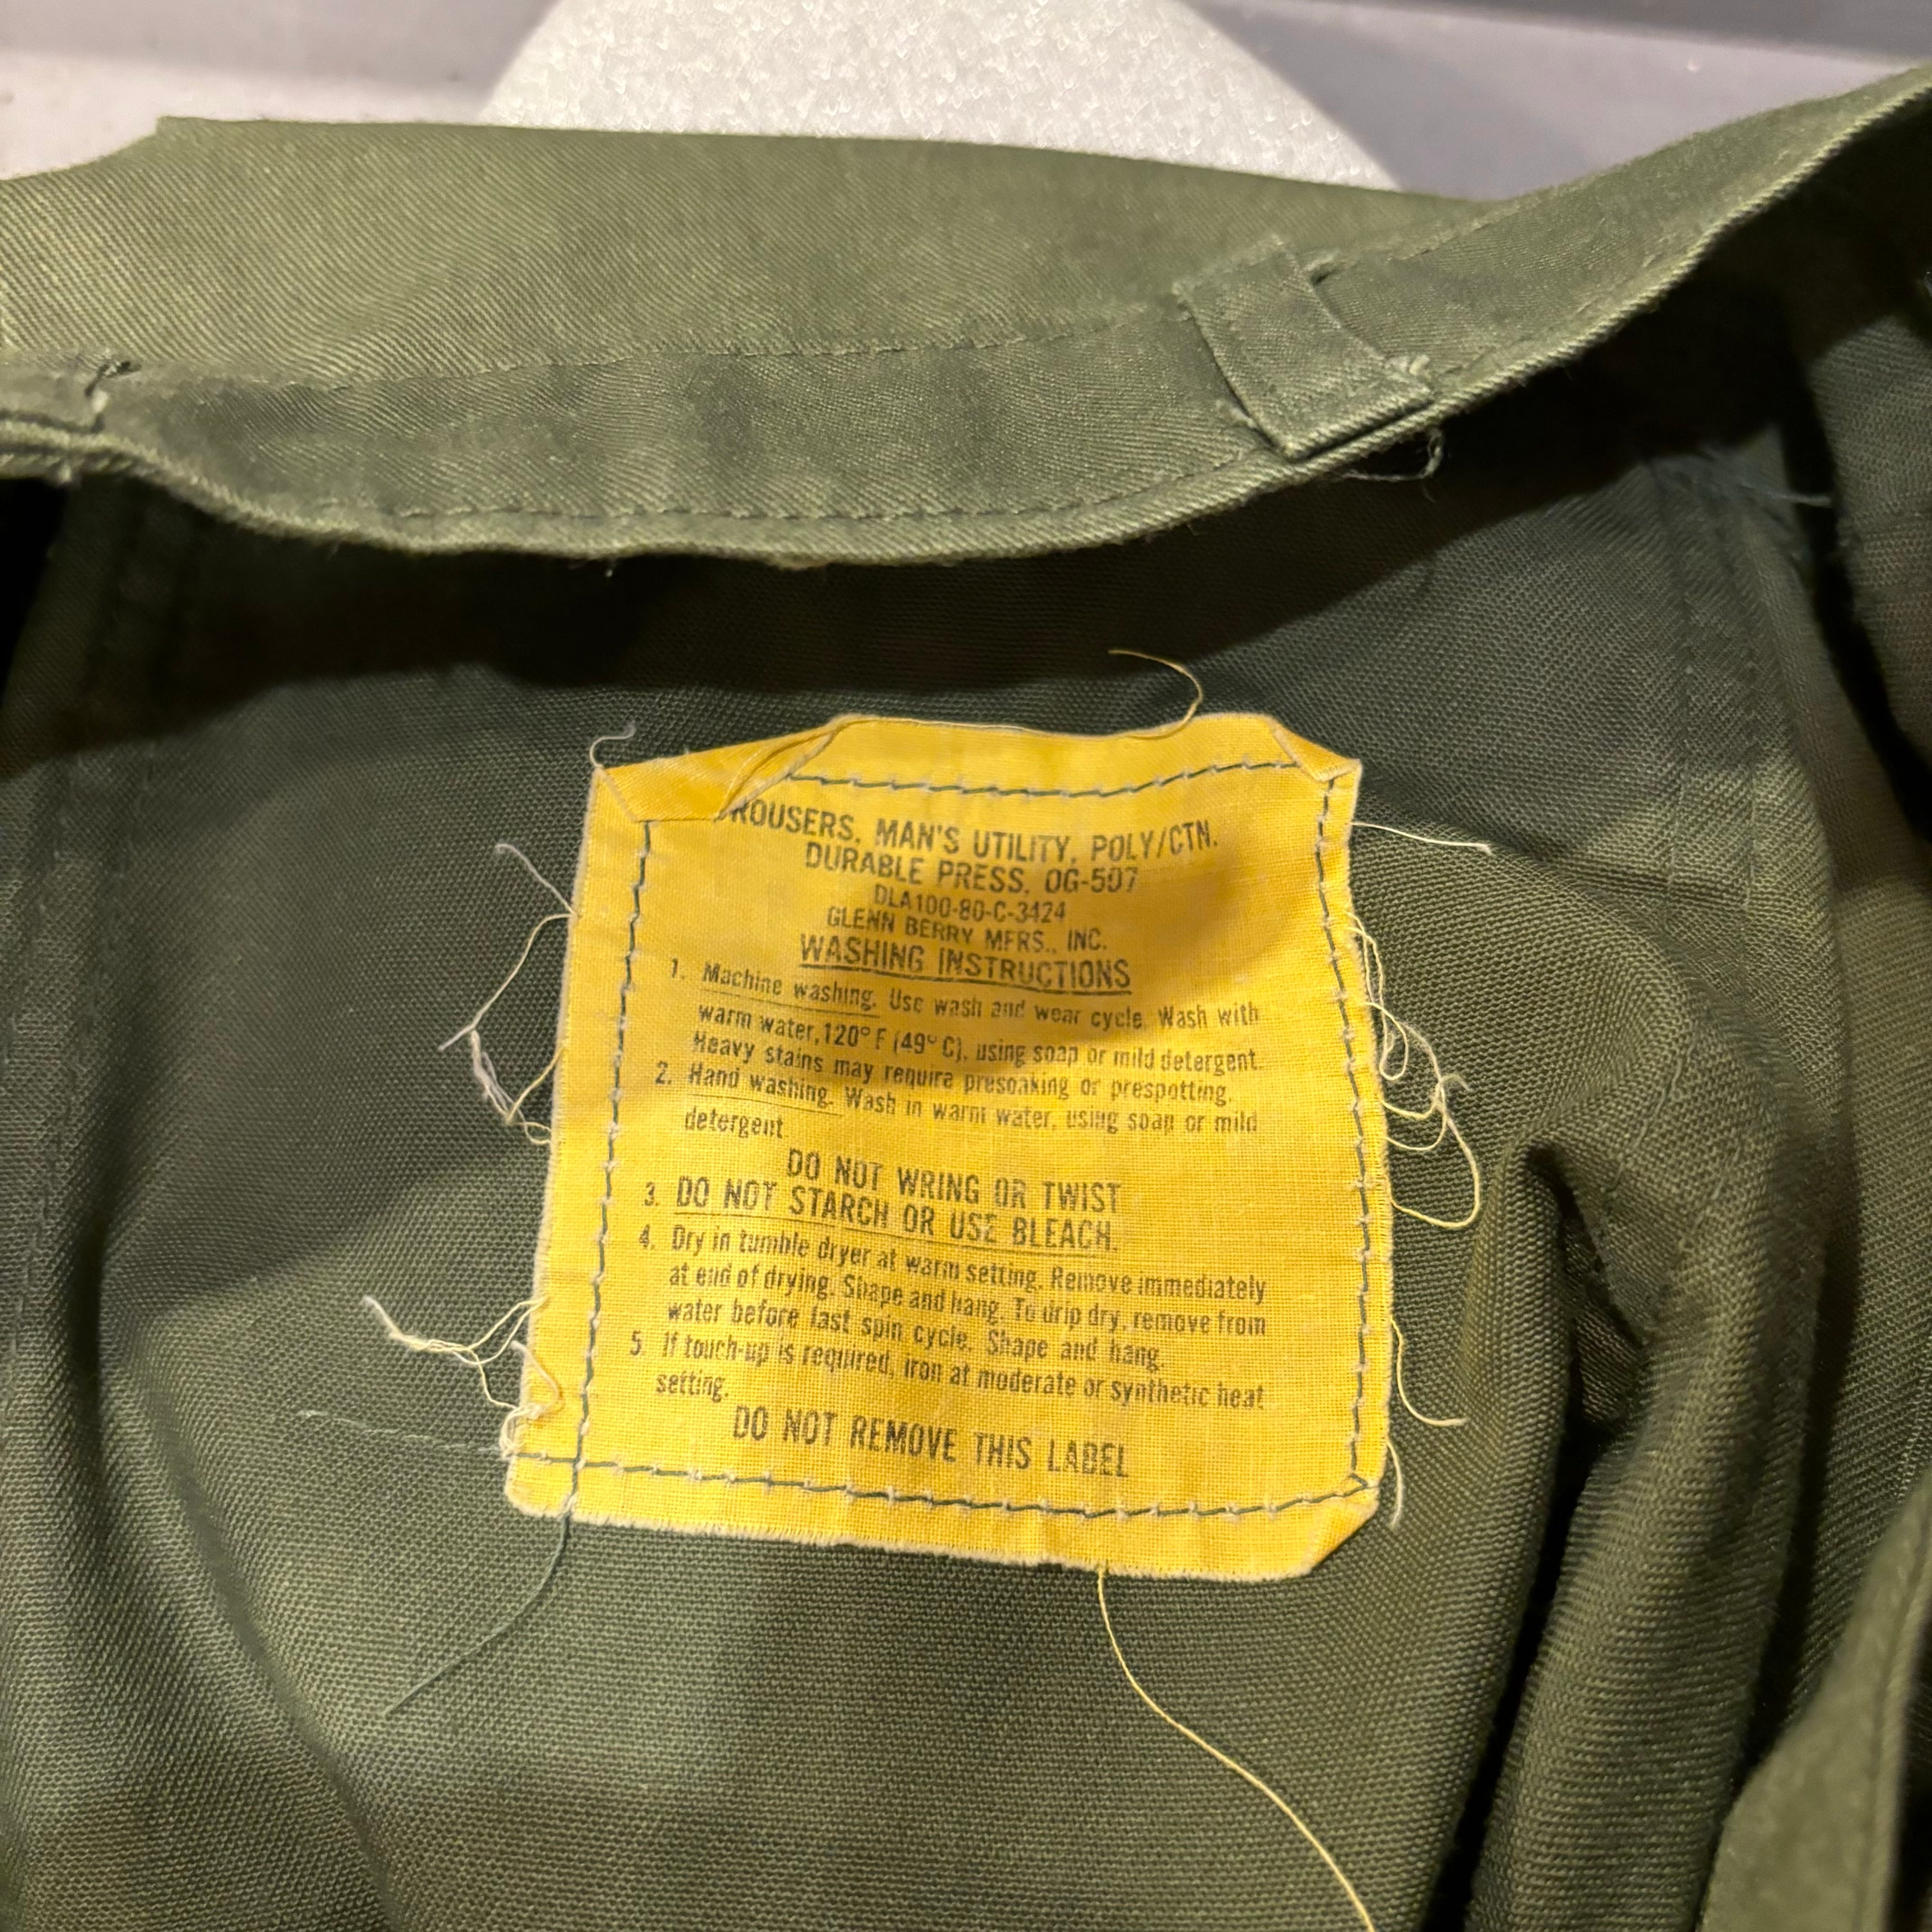 TROUSERS, MAN'S UTILITY, POLY/CTN.
DURABLE PRESS, OG-507
DLA100-80-C-3424
GLENN BERRY MFRS., INC.
WASHING INSTRUCTIONS
1. Machine washing. Use wash and wear cycle. Wash with
warm water, 120° F (49° C), using soap or mild detergent.
Heavy stains may require presoaking or prespotting.
2. Hand washing. Wash in warm water, using soap or mild
detergent.
DO NOT WRING OR TWIST
3. DO NOT STARCH OR USE BLEACH.
4. Dry in tumble dryer at warm setting. Remove immediately
at end of drying. Shape and hang. To drip dry, remove from
water before last spin cycle. Shape and hang.
5. If touch-up is required, iron at moderate or synthetic heat
setting.
DO NOT REMOVE THIS LABEL